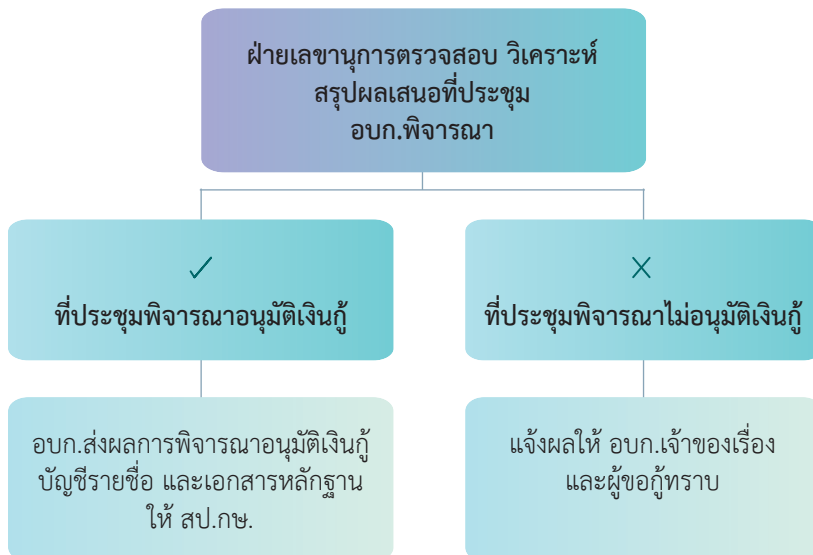 ฝ่ายเลขานุการตรวจสอบ วิเคราะห์
สรุปผลเสนอที่ประชุม
อบก.พิจารณา
✓
ที่ประชุมพิจารณาอนุมัติเงินกู้
อบก.ส่งผลการพิจารณาอนุมัติเงินกู้
บัญชีรายชื่อ และเอกสารหลักฐาน
ให้ สป.กษ.
✕
ที่ประชุมพิจารณาไม่อนุมัติเงินกู้
แจ้งผลให้ อบก.เจ้าของเรื่อง
และผู้ขอกู้ทราบ